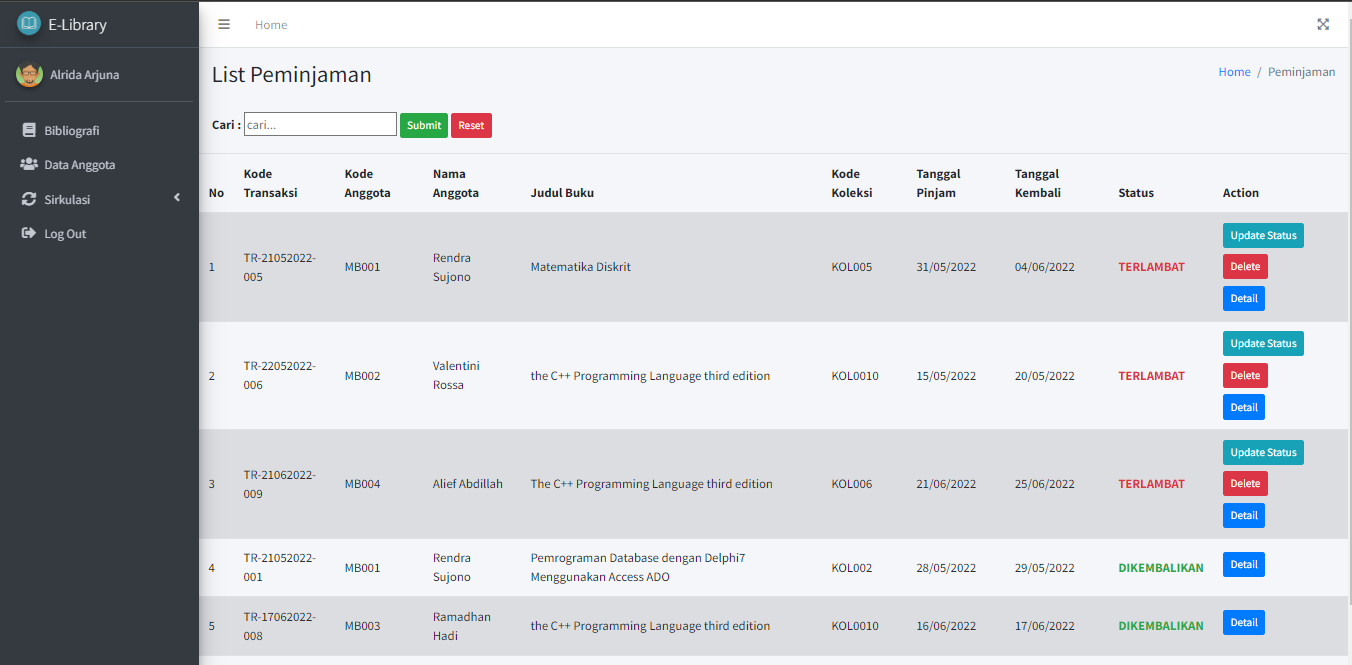 E-Library
Home
Alrida Arjuna
List Peminjaman
Home / Peminjaman
Bibliografi
Data Anggota
Sirkulasi
Log Out
Cari : cari... Submit Reset
No Kode Transaksi Kode Anggota Nama Anggota Judul Buku Kode Koleksi Tanggal Pinjam Tanggal Kembali Status Action
1 TR-21052022-005 MB001 Rendra Sujono Matematika Diskrit KOL005 31/05/2022 04/06/2022 TERLAMBAT Update Status Delete Detail
2 TR-22052022-006 MB002 Valentini Rossa the C++ Programming Language third edition KOL0010 15/05/2022 20/05/2022 TERLAMBAT Update Status Delete Detail
3 TR-21062022-009 MB004 Alief Abdillah The C++ Programming Language third edition KOL006 21/06/2022 25/06/2022 TERLAMBAT Update Status Delete Detail
4 TR-21052022-001 MB001 Rendra Sujono Pemrograman Database dengan Delphi7 Menggunakan Access ADO KOL002 28/05/2022 29/05/2022 DIKEMBALIKAN Detail
5 TR-17062022-008 MB003 Ramadhan Hadi the C++ Programming Language third edition KOL0010 16/06/2022 17/06/2022 DIKEMBALIKAN Detail